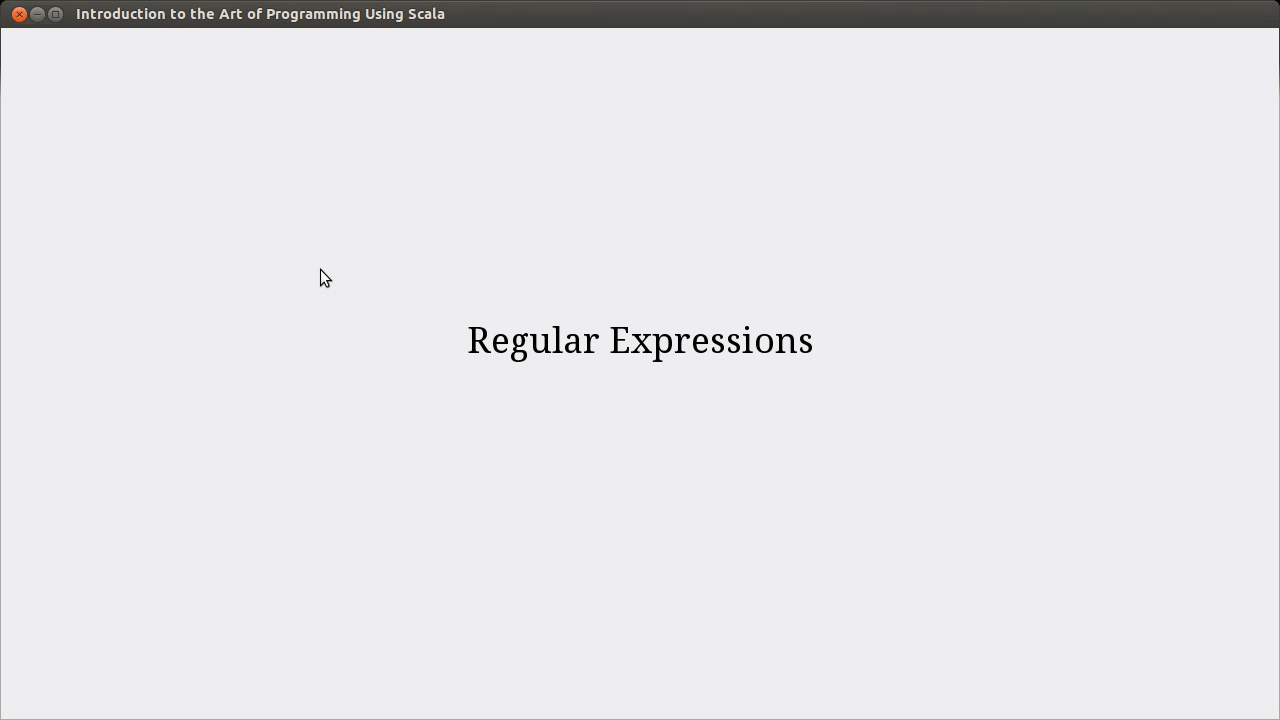 Introduction to the Art of Programming Using Scala
Regular Expressions